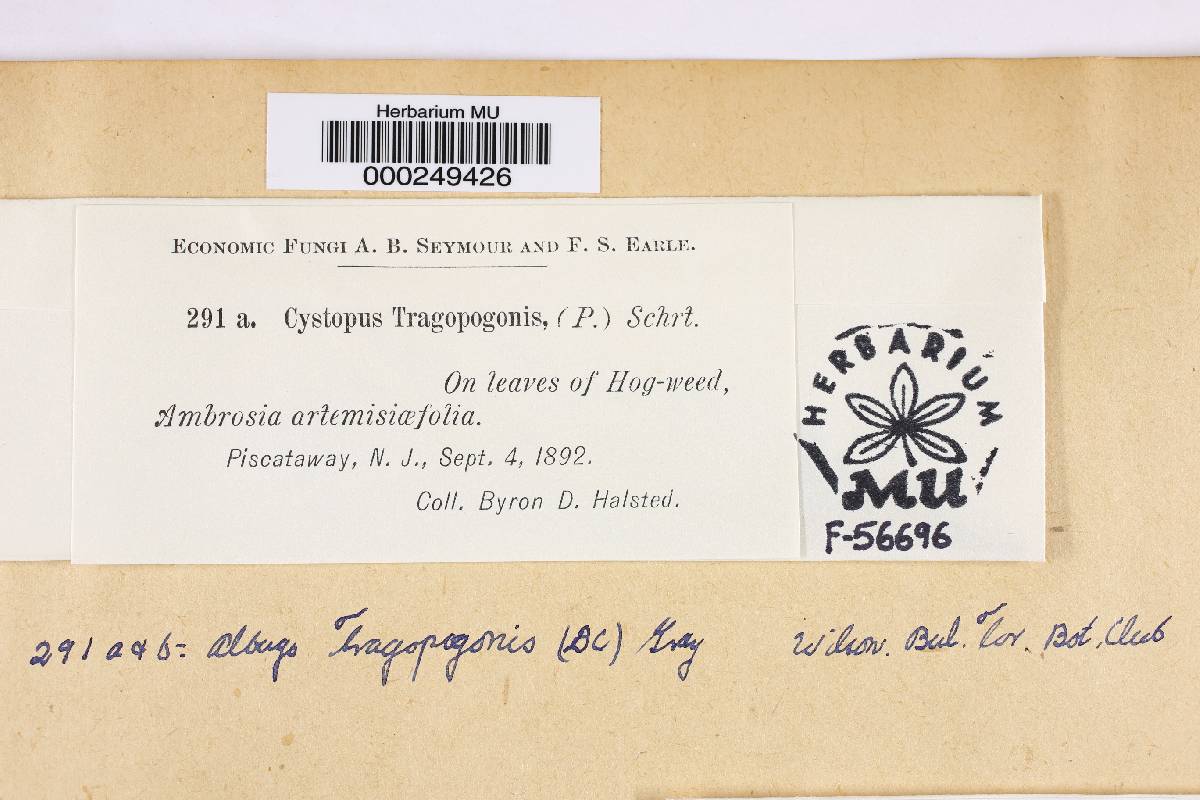 Herbarium MU
000249426
ECONOMIC FUNGI A. B. SEYMOUR AND F. S. EARLE.
291 a. Cystopus Tragopogonis, (P.) Schrt.
On leaves of Hog-weed,
Ambrosia artemisiæfolia.
Piscataway, N. J., Sept. 4, 1892.
Coll. Byron D. Halsted.
HERBARIUM
MU
F-56696
291 a & b = Albugo Tragopogonis (DC) Gray Wilson. Bul. Tor. Bot. Club